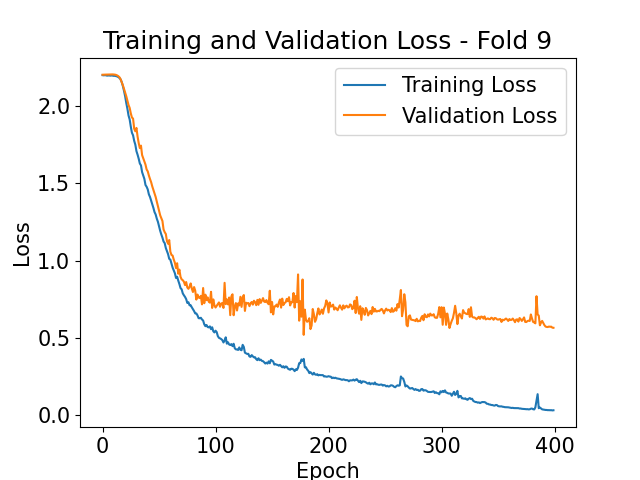 Training and Validation Loss - Fold 9
Training Loss
Validation Loss
Loss
2.0
1.5
1.0
0.5
0.0
0 100 200 300 400
Epoch